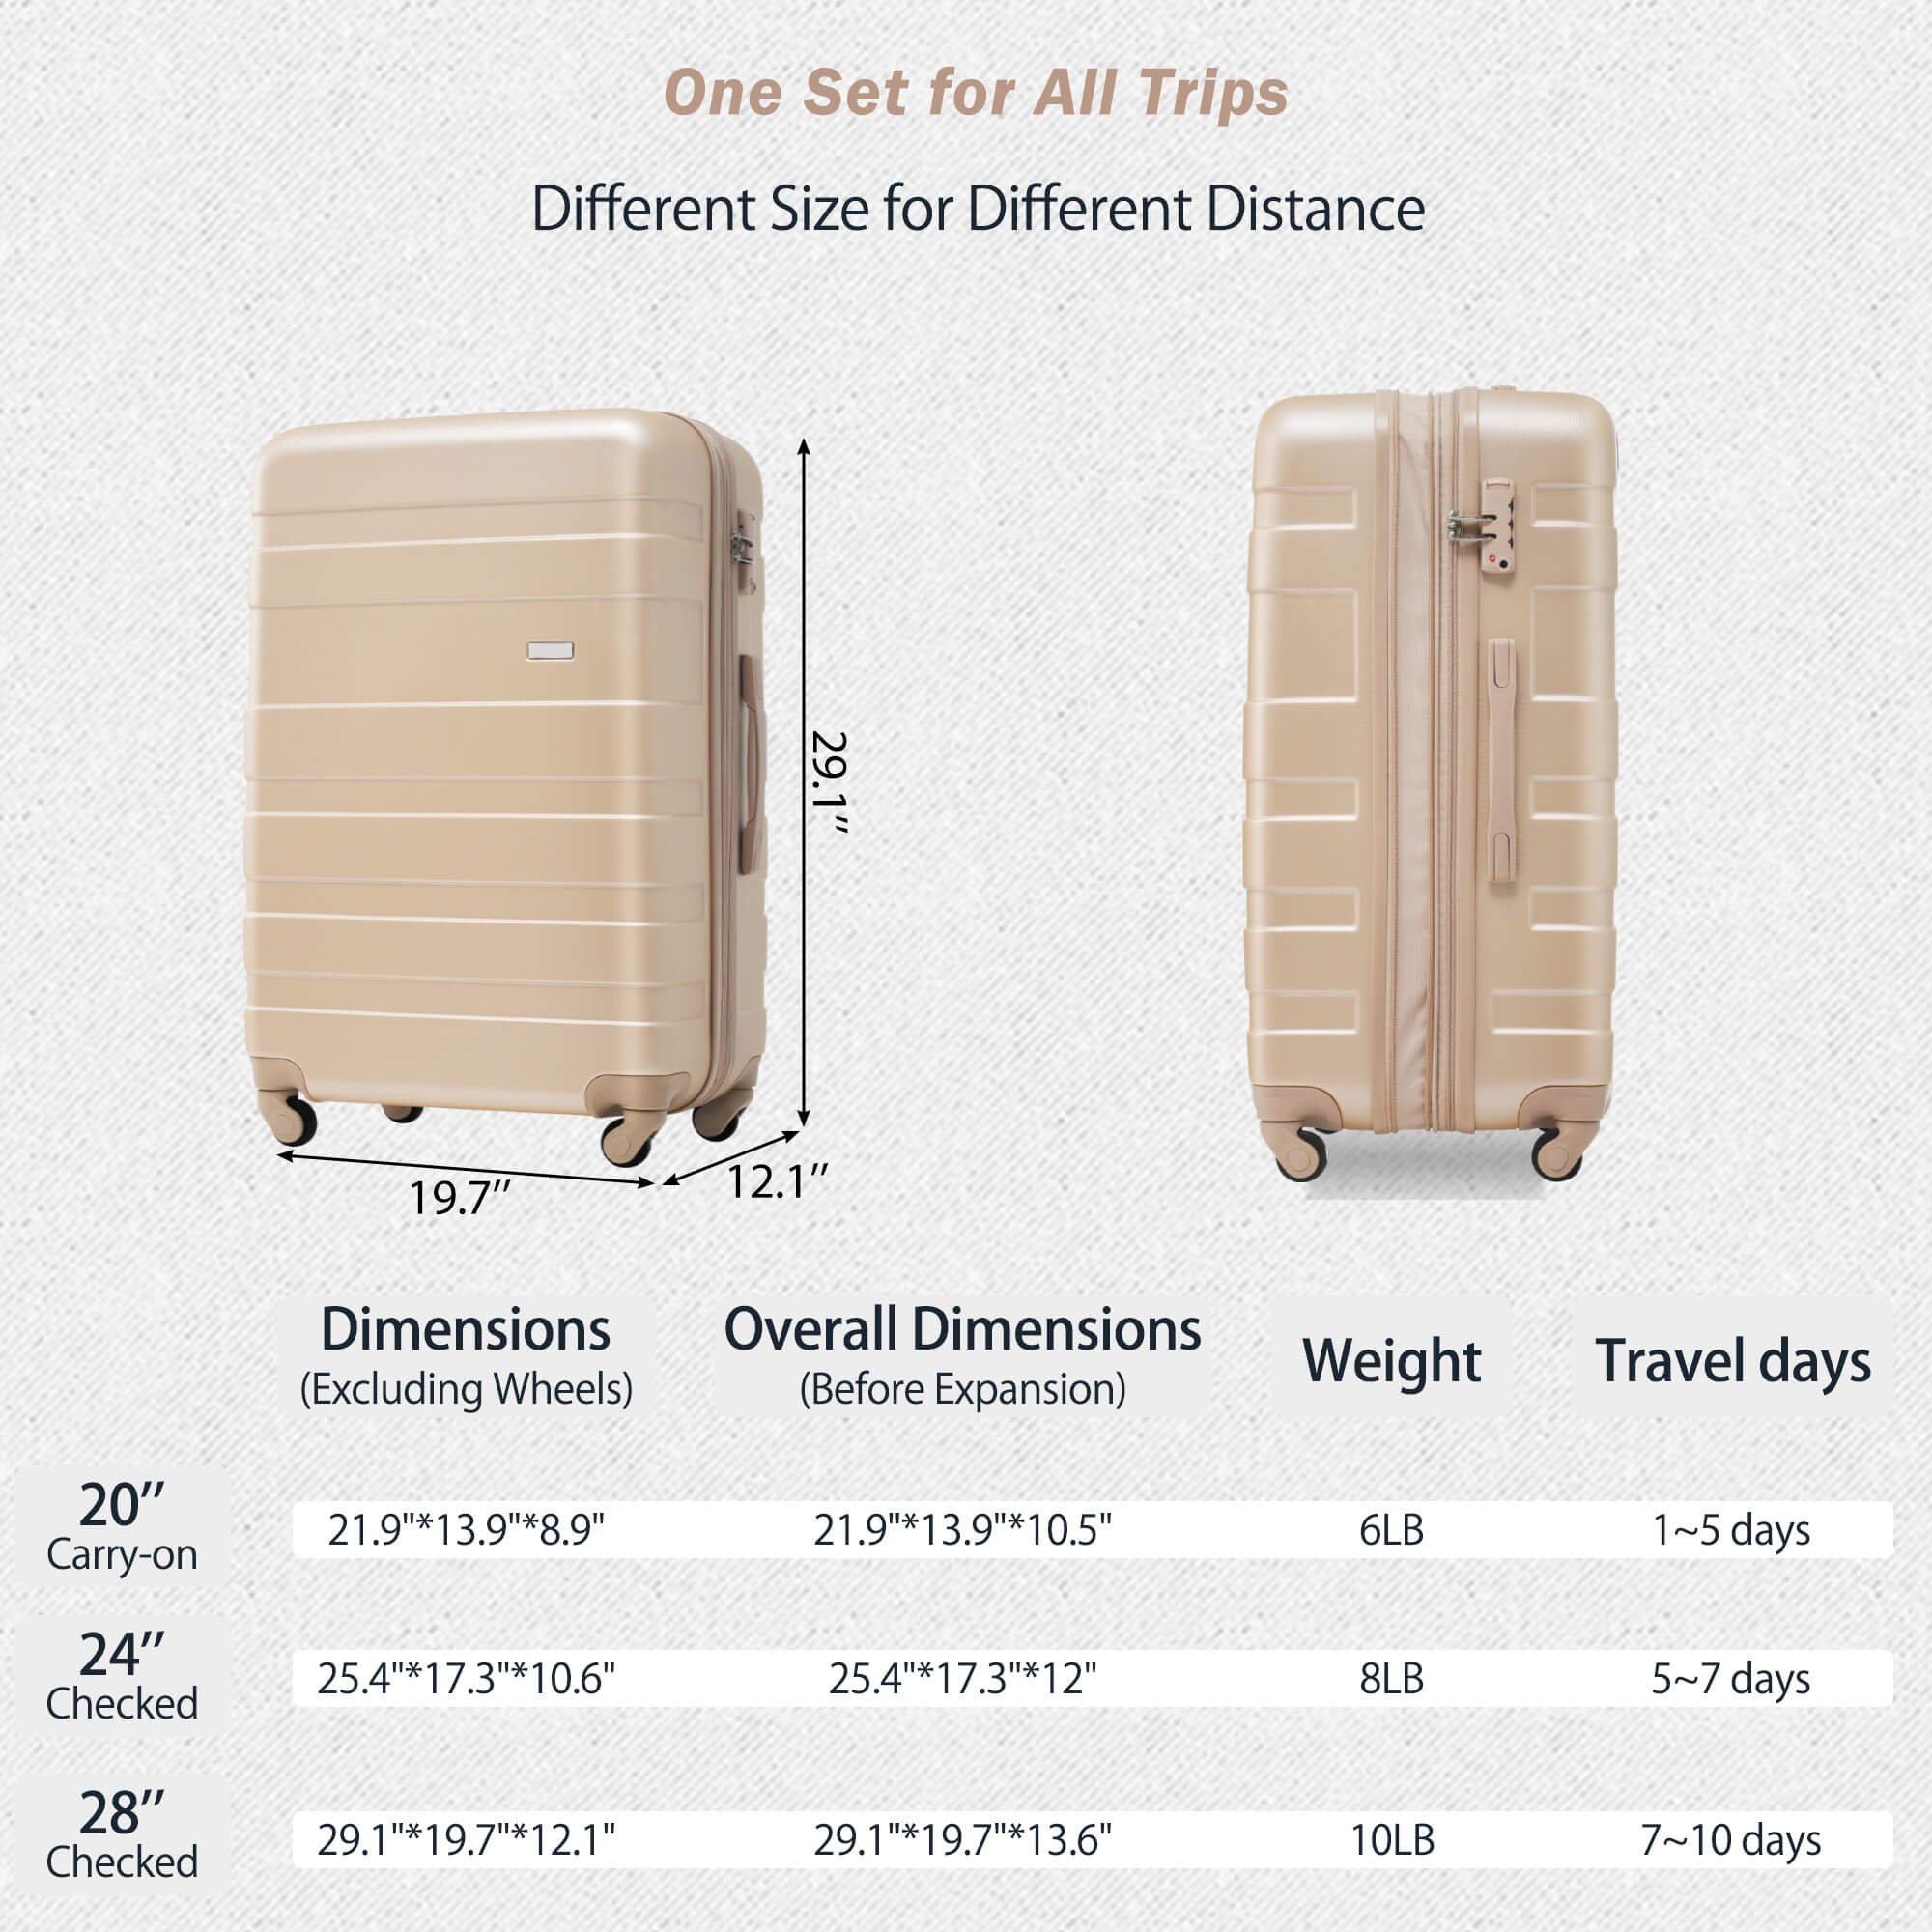 One Set for All Trips
Different Size for Different Distance
29.1’’
19.7’’
12.1’’
Dimensions
(Excluding Wheels)
Overall Dimensions
(Before Expansion)
Weight
Travel days
20’’
Carry-on
21.9"*13.9"*8.9"
21.9"*13.9"*10.5"
6LB
1~5 days
24’’
Checked
25.4"*17.3"*10.6"
25.4"*17.3"*12"
8LB
5~7 days
28’’
Checked
29.1"*19.7"*12.1"
29.1"*19.7"*13.6"
10LB
7~10 days